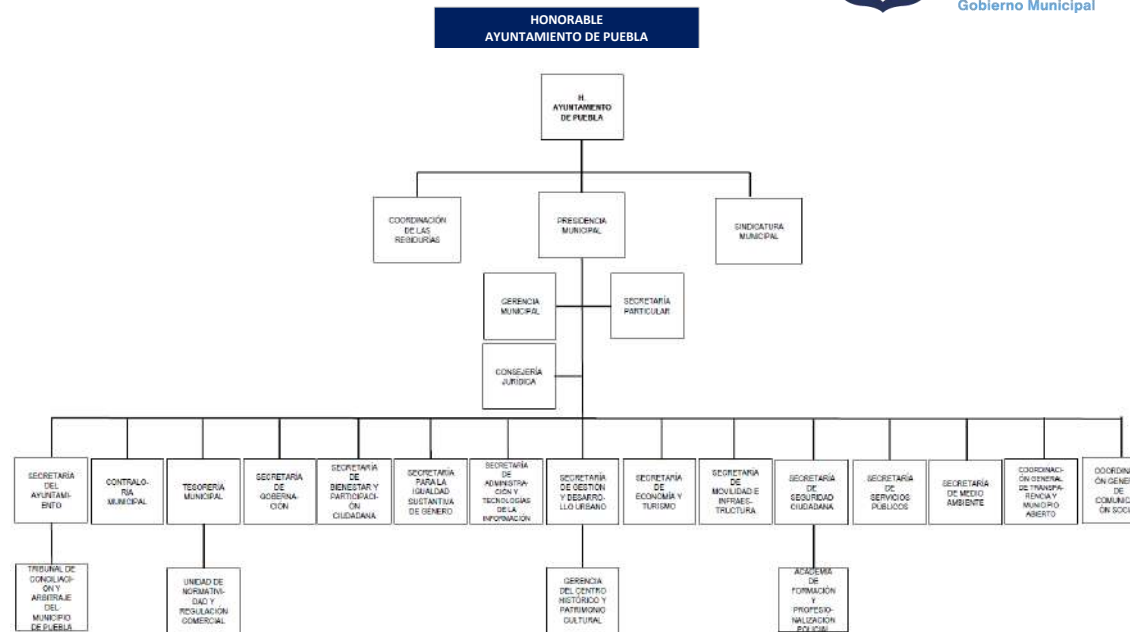 Gobierno Municipal
HONORABLE
AYUNTAMIENTO DE PUEBLA
H.
AYUNTAMIENTO
DE PUEBLA
COORDINACIÓN
DE LAS
REGIDURÍAS
PRESIDENCIA
MUNICIPAL
SINDICATURA
MUNICIPAL
GERENCIA
MUNICIPAL
SECRETARÍA
PARTICULAR
CONSEJERÍA
JURÍDICA
SECRETARÍA
DEL
AYUNTAMI-
ENTO
CONTRALO-
RÍA
MUNICIPAL
TESORERÍA
MUNICIPAL
SECRETARÍA
DE
GOBERNA-
CIÓN
SECRETARÍA
DE
BIENESTAR Y
PARTICIPACI-
ÓN
CIUDADANA
SECRETARÍA
PARA LA
IGUALDAD
SUSTANTIVA
DE GÉNERO
SECRETARÍA
DE
ADMINISTRA-
CIÓN Y
TECNOLOGÍAS
DE LA
INFORMACIÓN
SECRETARÍA
DE GESTIÓN
Y DESARRO-
LLO URBANO
SECRETARÍA
DE
ECONOMÍA Y
TURISMO
SECRETARÍA
DE
MOVILIDAD E
INFRAES-
TRUCTURA
SECRETARÍA
DE
SEGURIDAD
CIUDADANA
SECRETARÍA
DE
SERVICIOS
PÚBLICOS
SECRETARÍA
DE MEDIO
AMBIENTE
COORDINACI-
ÓN GENERAL
DE TRANSPA-
RENCIA Y
MUNICIPIO
ABIERTO
COORDINA
ÓN GENER
DE
COMUNICA
ÓN SOCI
TRIBUNAL DE
CONCILIACI-
ÓN Y
ARBITRAJE
DEL
MUNICIPIO
DE PUEBLA
UNIDAD DE
NORMATIVI-
DAD Y
REGULACIÓN
COMERCIAL
GERENCIA
DEL CENTRO
HISTÓRICO Y
PATRIMONIO
CULTURAL
ACADEMIA
DE
FORMACIÓN
Y
PROFESIO-
NALIZACIÓN
POLICIAL